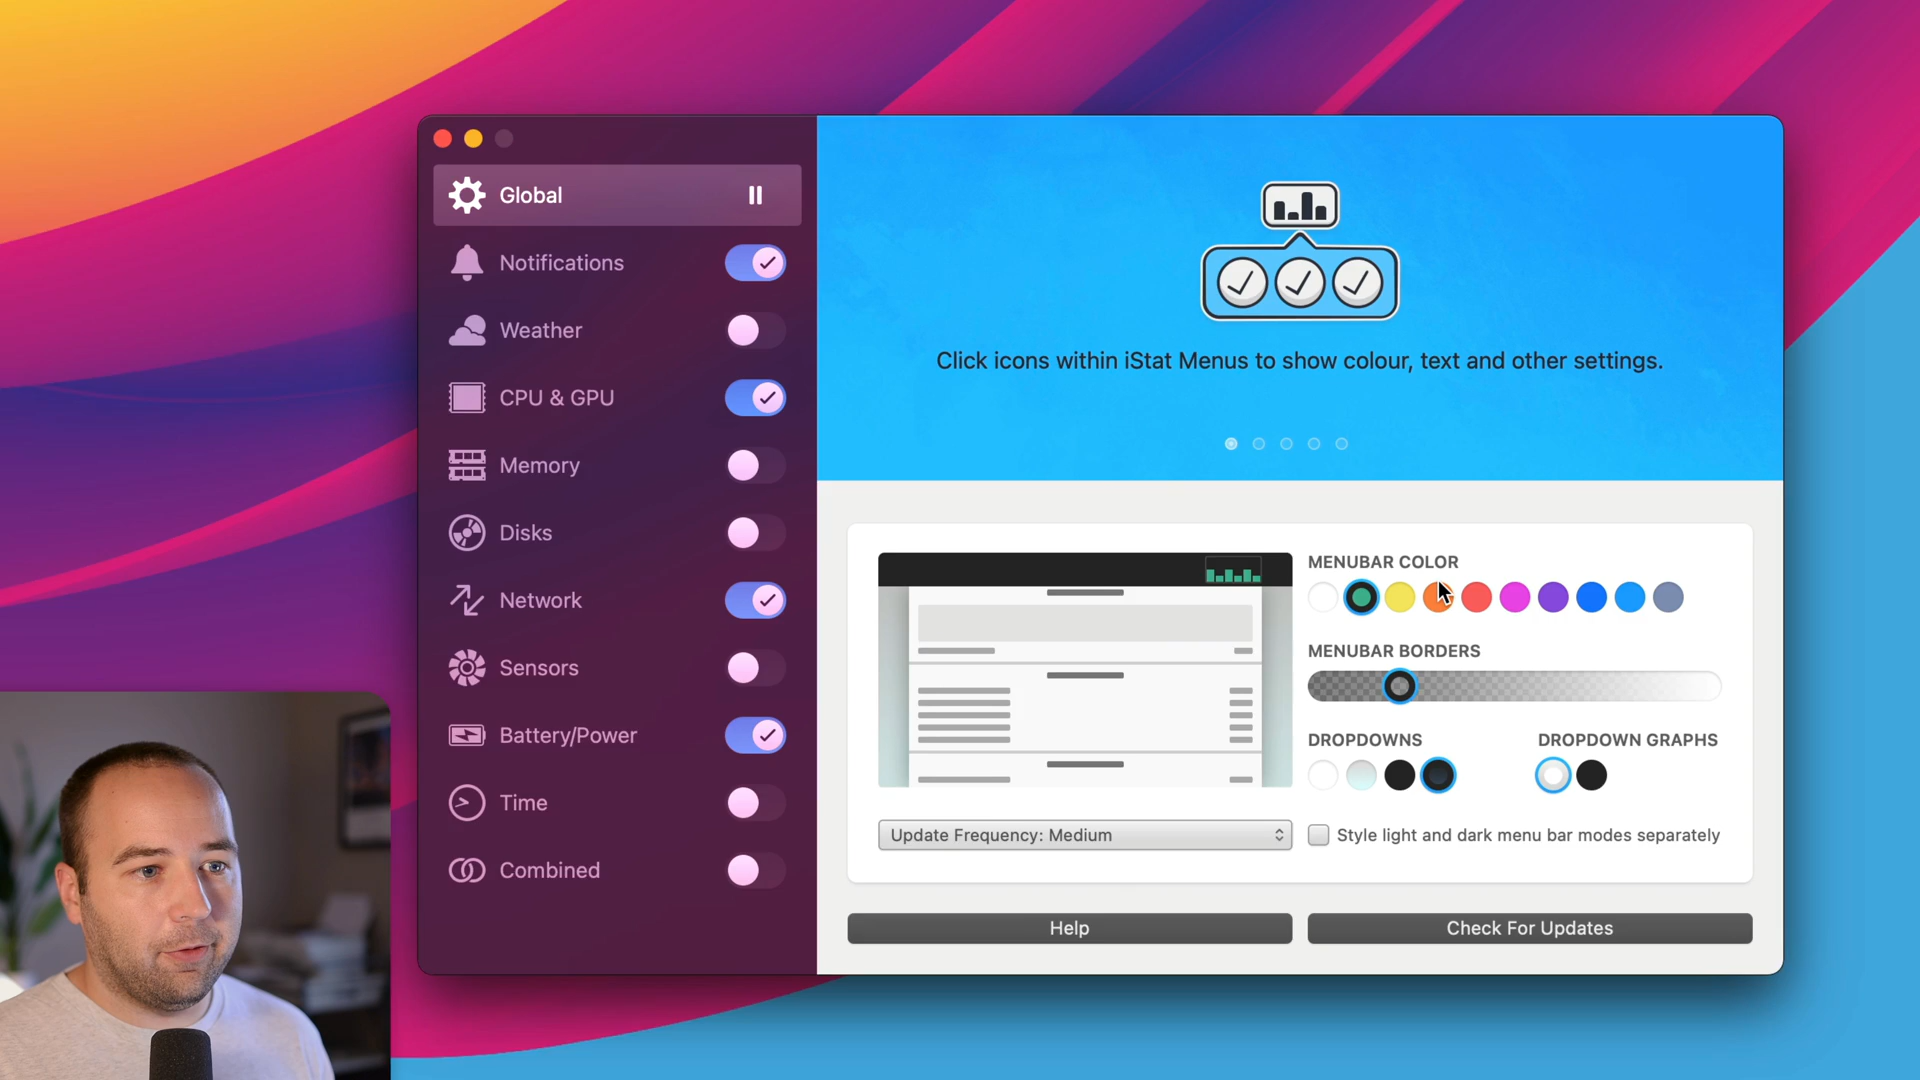 Global
Notifications
Weather
CPU & GPU
Memory
Disks
Network
Sensors
Battery/Power
Time
Combined
Click icons within iStat Menus to show colour, text and other settings.
MENUBAR COLOR
MENUBAR BORDERS
DROPDOWNS
DROPDOWN GRAPHS
Update Frequency: Medium
Style light and dark menu bar modes separately
Help
Check For Updates